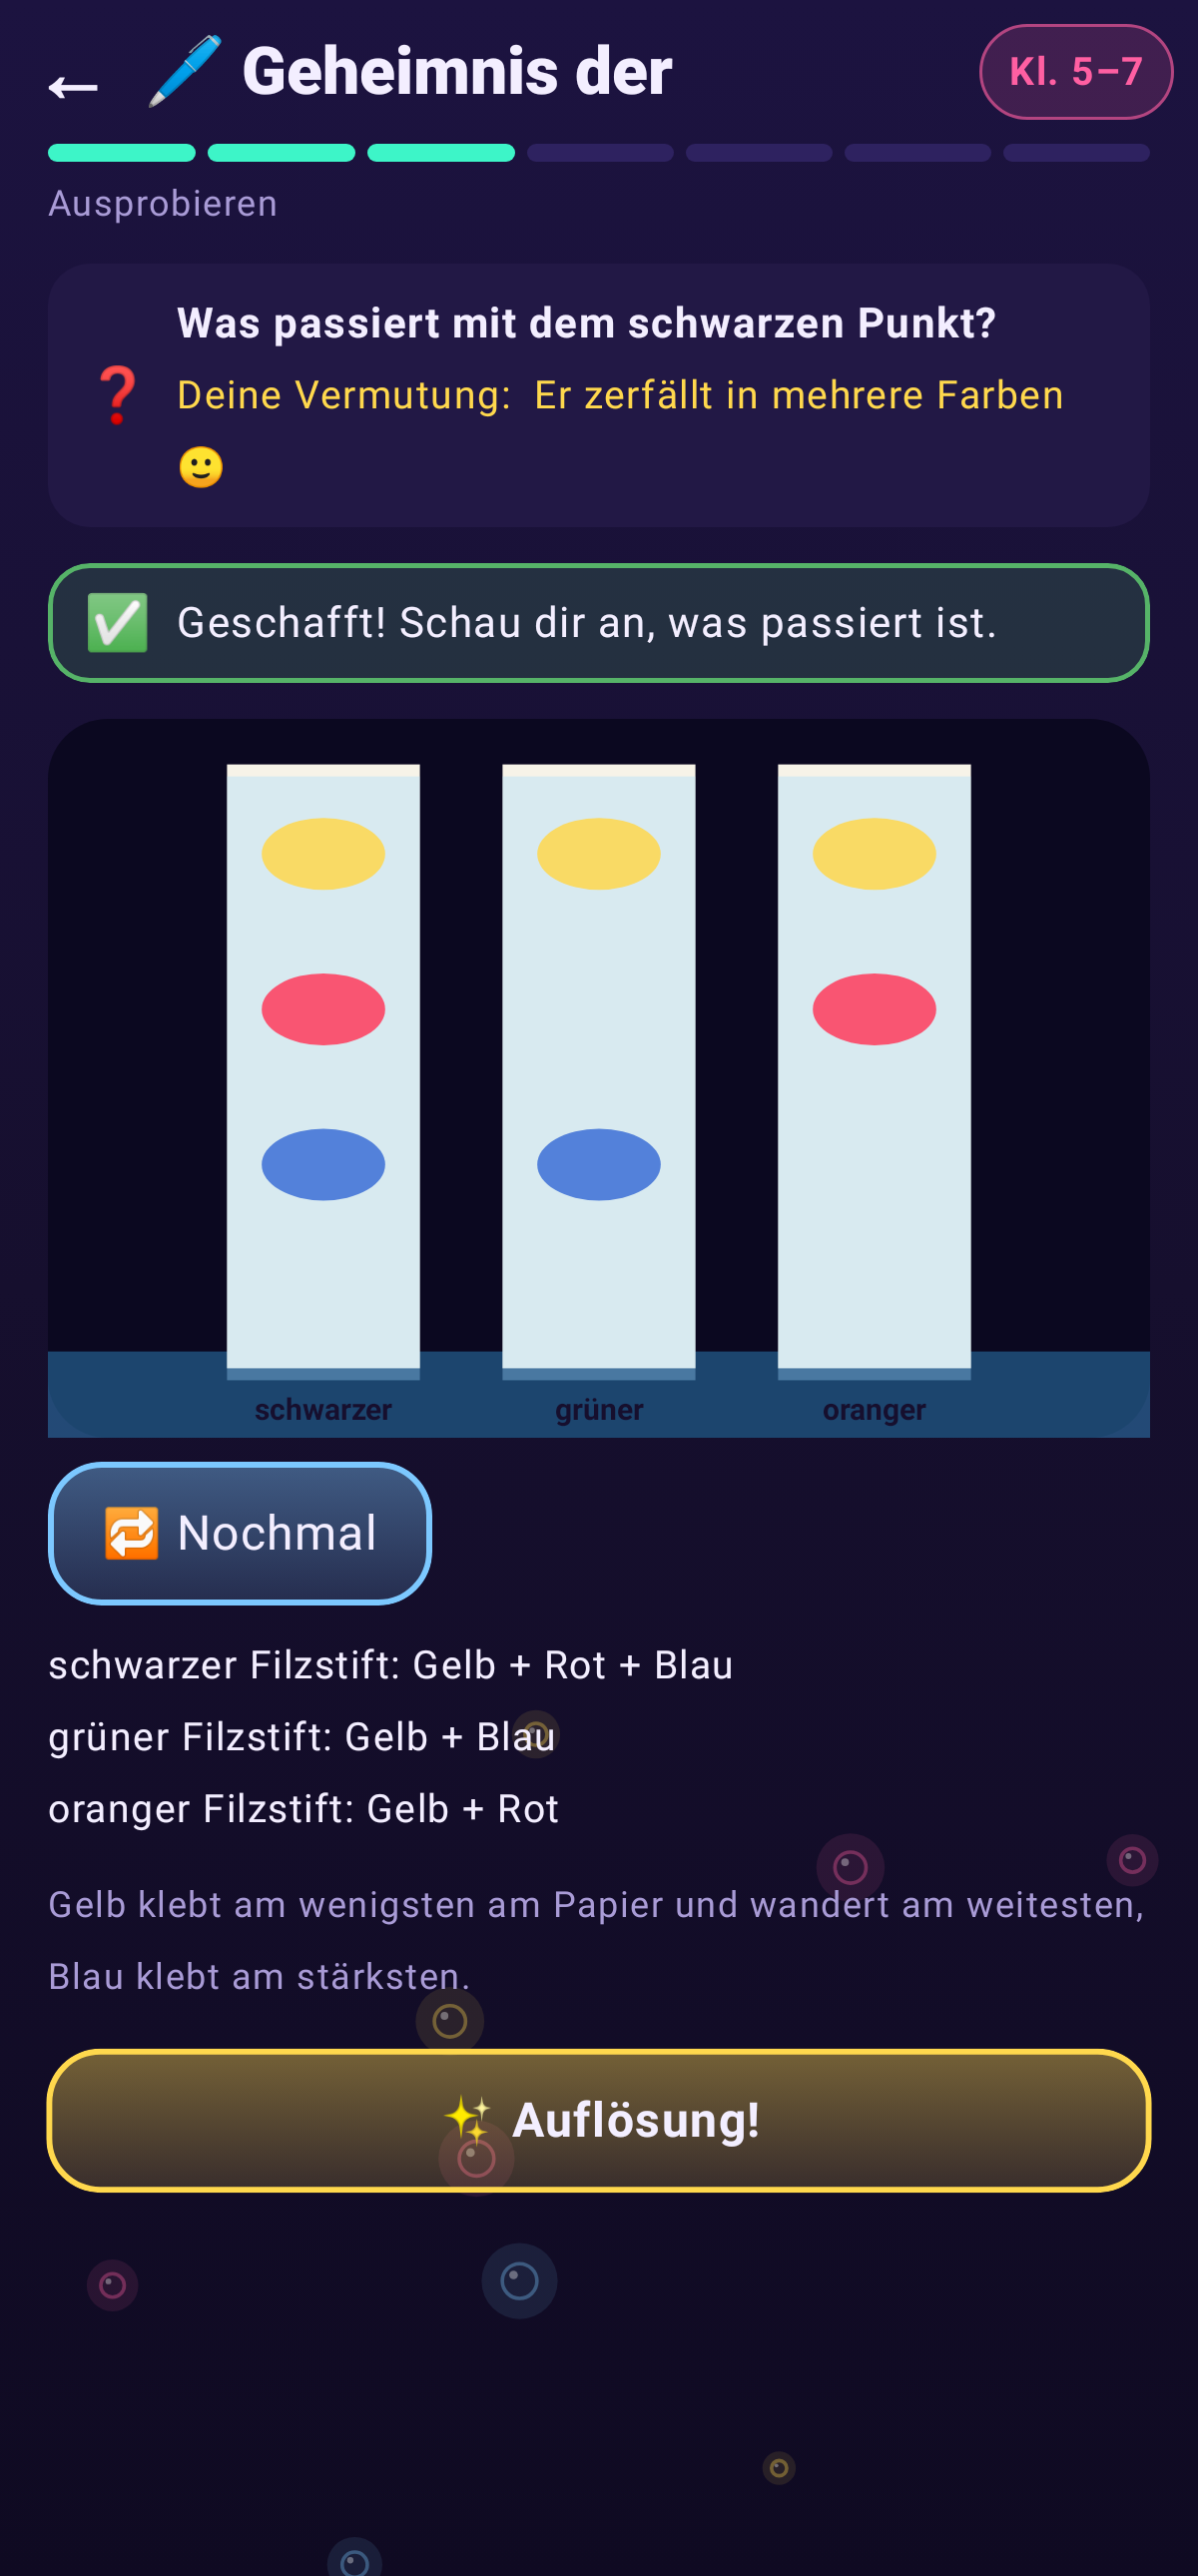 ← 🖊️ Geheimnis der
Kl. 5–7
Ausprobieren
❓ Was passiert mit dem schwarzen Punkt?
Deine Vermutung: Er zerfällt in mehrere Farben
🙂
✅ Geschafft! Schau dir an, was passiert ist.
schwarzer grüner oranger
🔁 Nochmal
schwarzer Filzstift: Gelb + Rot + Blau
grüner Filzstift: Gelb + Blau
oranger Filzstift: Gelb + Rot
Gelb klebt am wenigsten am Papier und wandert am weitesten,
Blau klebt am stärksten.
✨ Auflösung!